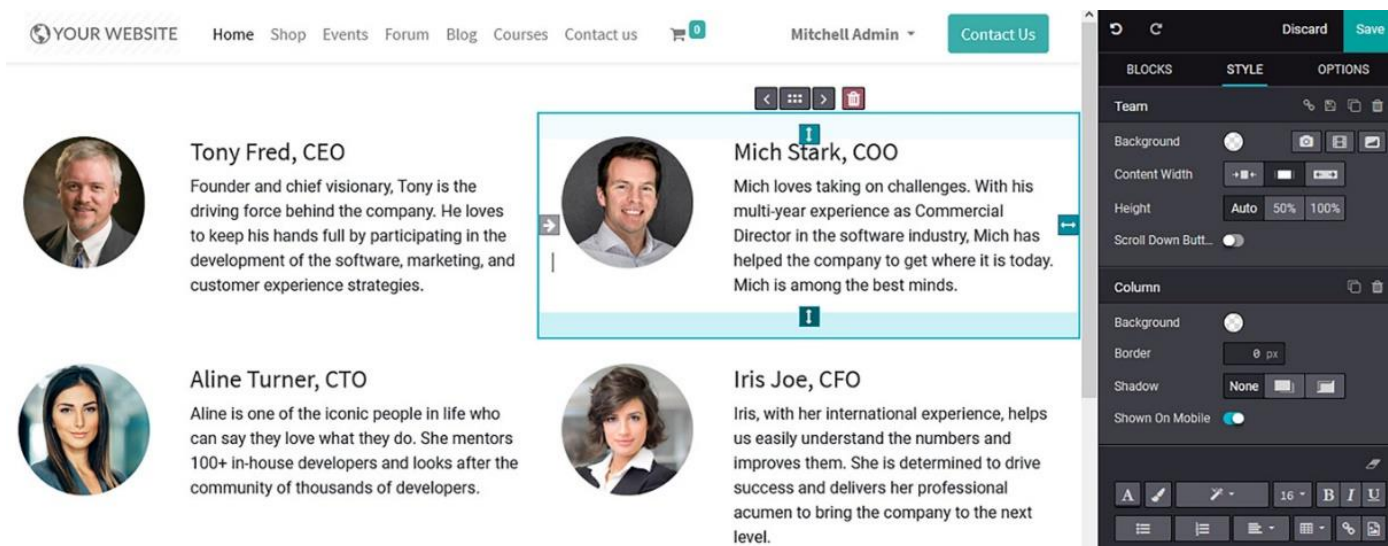 YOUR WEBSITE
Home Shop Events Forum Blog Courses Contact us 0 Mitchell Admin Contact Us
Discard Save
BLOCKS STYLE OPTIONS
Team
Background
Content Width
Height Auto 50% 100%
Scroll Down Butt...
Column
Background
Border 0 px
Shadow None
Shown On Mobile
A 16 B I U
Tony Fred, CEO
Founder and chief visionary, Tony is the
driving force behind the company. He loves
to keep his hands full by participating in the
development of the software, marketing, and
customer experience strategies.
Mich Stark, COO
Mich loves taking on challenges. With his
multi-year experience as Commercial
Director in the software industry, Mich has
helped the company to get where it is today.
Mich is among the best minds.
Aline Turner, CTO
Aline is one of the iconic people in life who
can say they love what they do. She mentors
100+ in-house developers and looks after the
community of thousands of developers.
Iris Joe, CFO
Iris, with her international experience, helps
us easily understand the numbers and
improves them. She is determined to drive
success and delivers her professional
acumen to bring the company to the next
level.